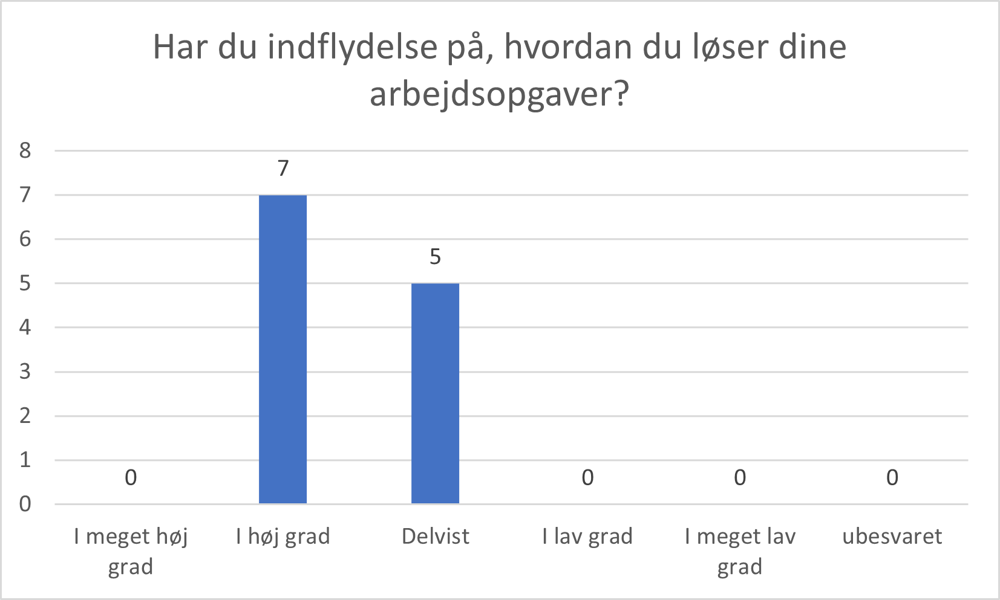 Har du indflydelse på, hvordan du løser dine
arbejdsopgaver?
8
7
6
5
4
3
2
1
0
0
7
5
0
0
0
I meget høj
grad
I høj grad
Delvist
I lav grad
I meget lav
grad
ubesvaret